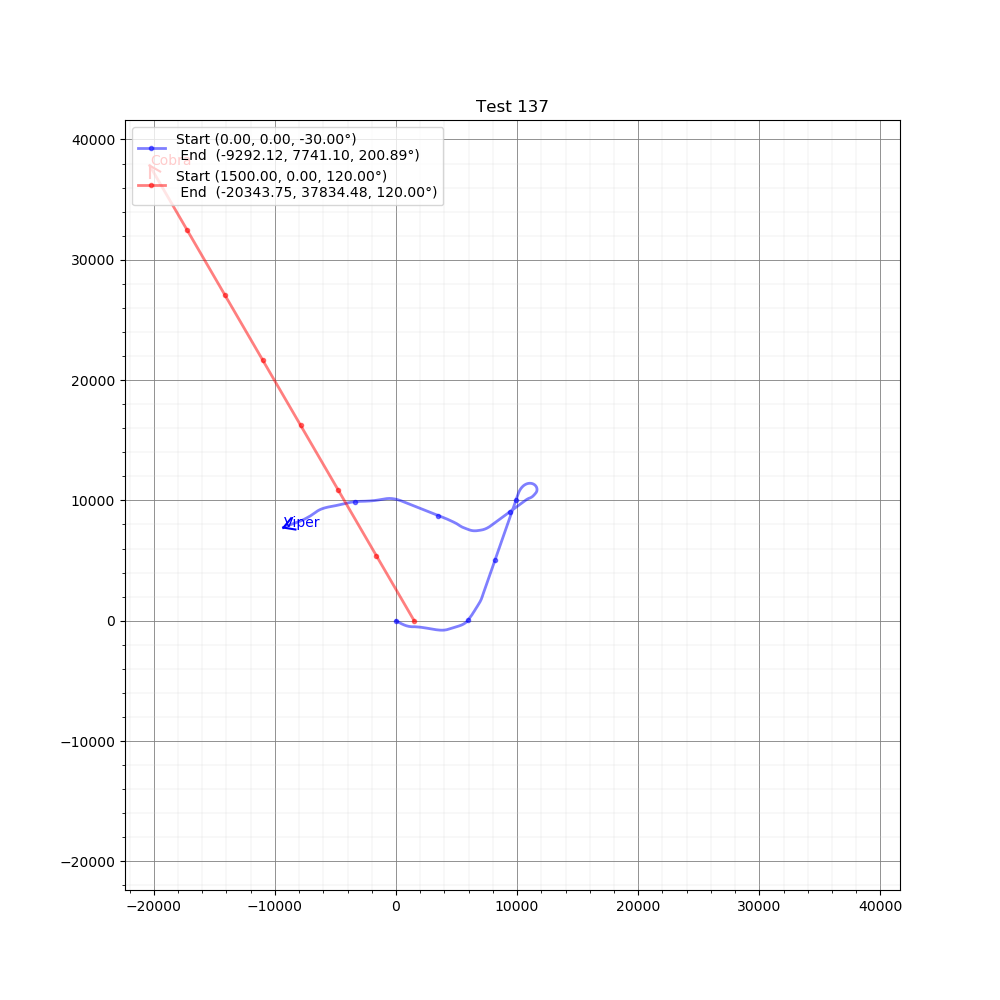 Test 137
Start (0.00, 0.00, -30.00°)
End (-9292.12, 7741.10, 200.89°)
Start (1500.00, 0.00, 120.00°)
End (-20343.75, 37834.48, 120.00°)
Cobra
Viper
40000
30000
20000
10000
0
−10000
−20000
−20000 −10000 0 10000 20000 30000 40000